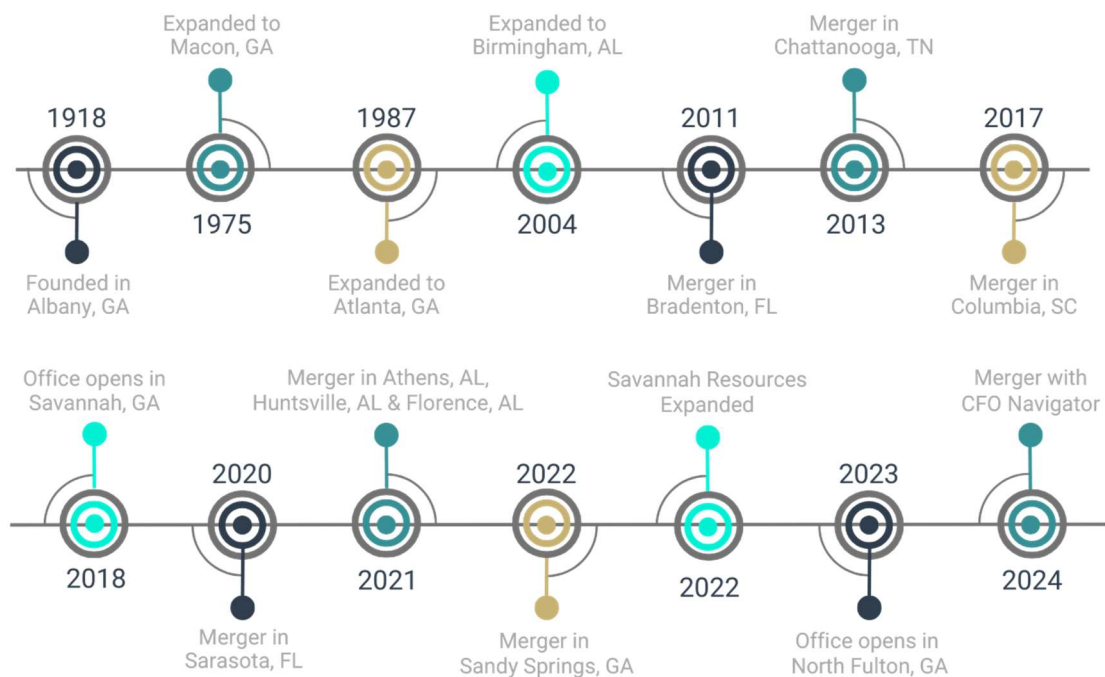 1918
Founded in
Albany, GA
Expanded to
Macon, GA
1975
1987
Expanded to
Atlanta, GA
Expanded to
Birmingham, AL
2004
2011
Merger in
Bradenton, FL
Merger in
Chattanooga, TN
2013
2017
Merger in
Columbia, SC
Office opens in
Savannah, GA
2018
2020
Merger in
Sarasota, FL
Merger in Athens, AL,
Huntsville, AL & Florence, AL
2021
2022
Merger in
Sandy Springs, GA
Savannah Resources
Expanded
2022
2023
Office opens in
North Fulton, GA
Merger with
CFO Navigator
2024